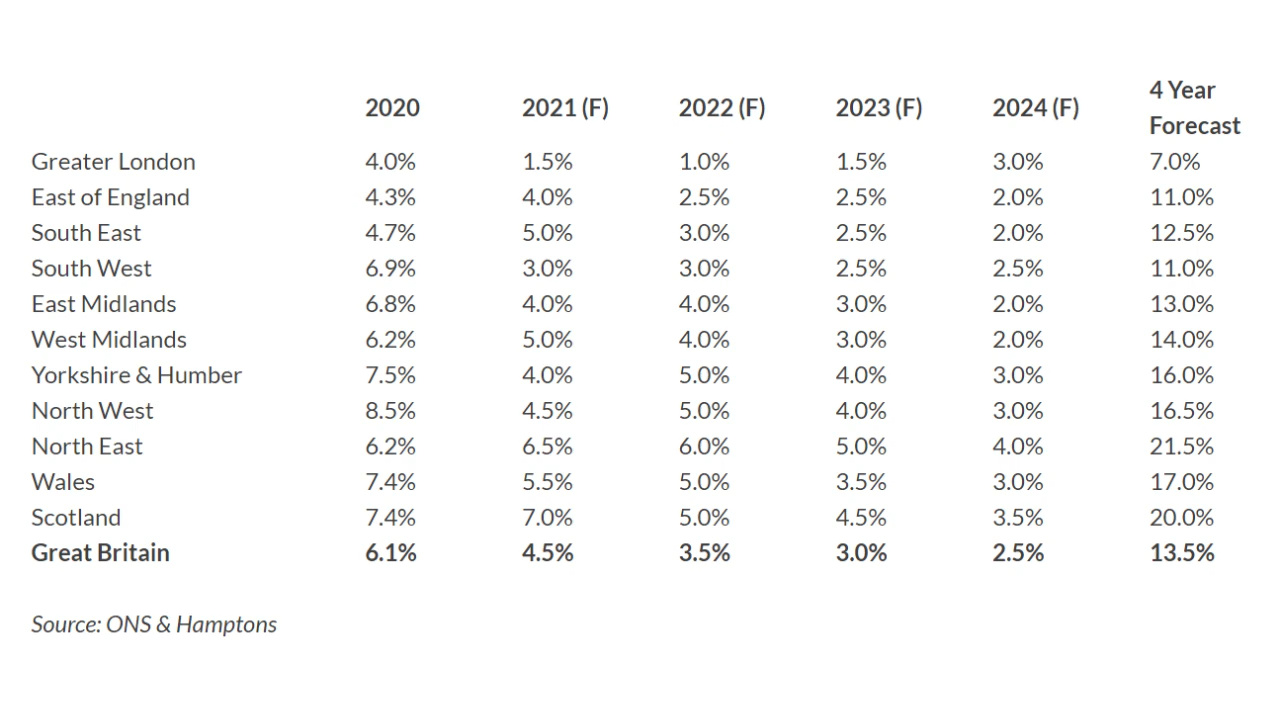 2020 2021 (F) 2022 (F) 2023 (F) 2024 (F) 4 Year Forecast
Greater London 4.0% 1.5% 1.0% 1.5% 3.0% 7.0%
East of England 4.3% 4.0% 2.5% 2.5% 2.0% 11.0%
South East 4.7% 5.0% 3.0% 2.5% 2.0% 12.5%
South West 6.9% 3.0% 3.0% 2.5% 2.5% 11.0%
East Midlands 6.8% 4.0% 4.0% 3.0% 2.0% 13.0%
West Midlands 6.2% 5.0% 4.0% 3.0% 2.0% 14.0%
Yorkshire & Humber 7.5% 4.0% 5.0% 4.0% 3.0% 16.0%
North West 8.5% 4.5% 5.0% 4.0% 3.0% 16.5%
North East 6.2% 6.5% 6.0% 5.0% 4.0% 21.5%
Wales 7.4% 5.5% 5.0% 3.5% 3.0% 17.0%
Scotland 7.4% 7.0% 5.0% 4.5% 3.5% 20.0%
Great Britain 6.1% 4.5% 3.5% 3.0% 2.5% 13.5%
Source: ONS & Hamptons